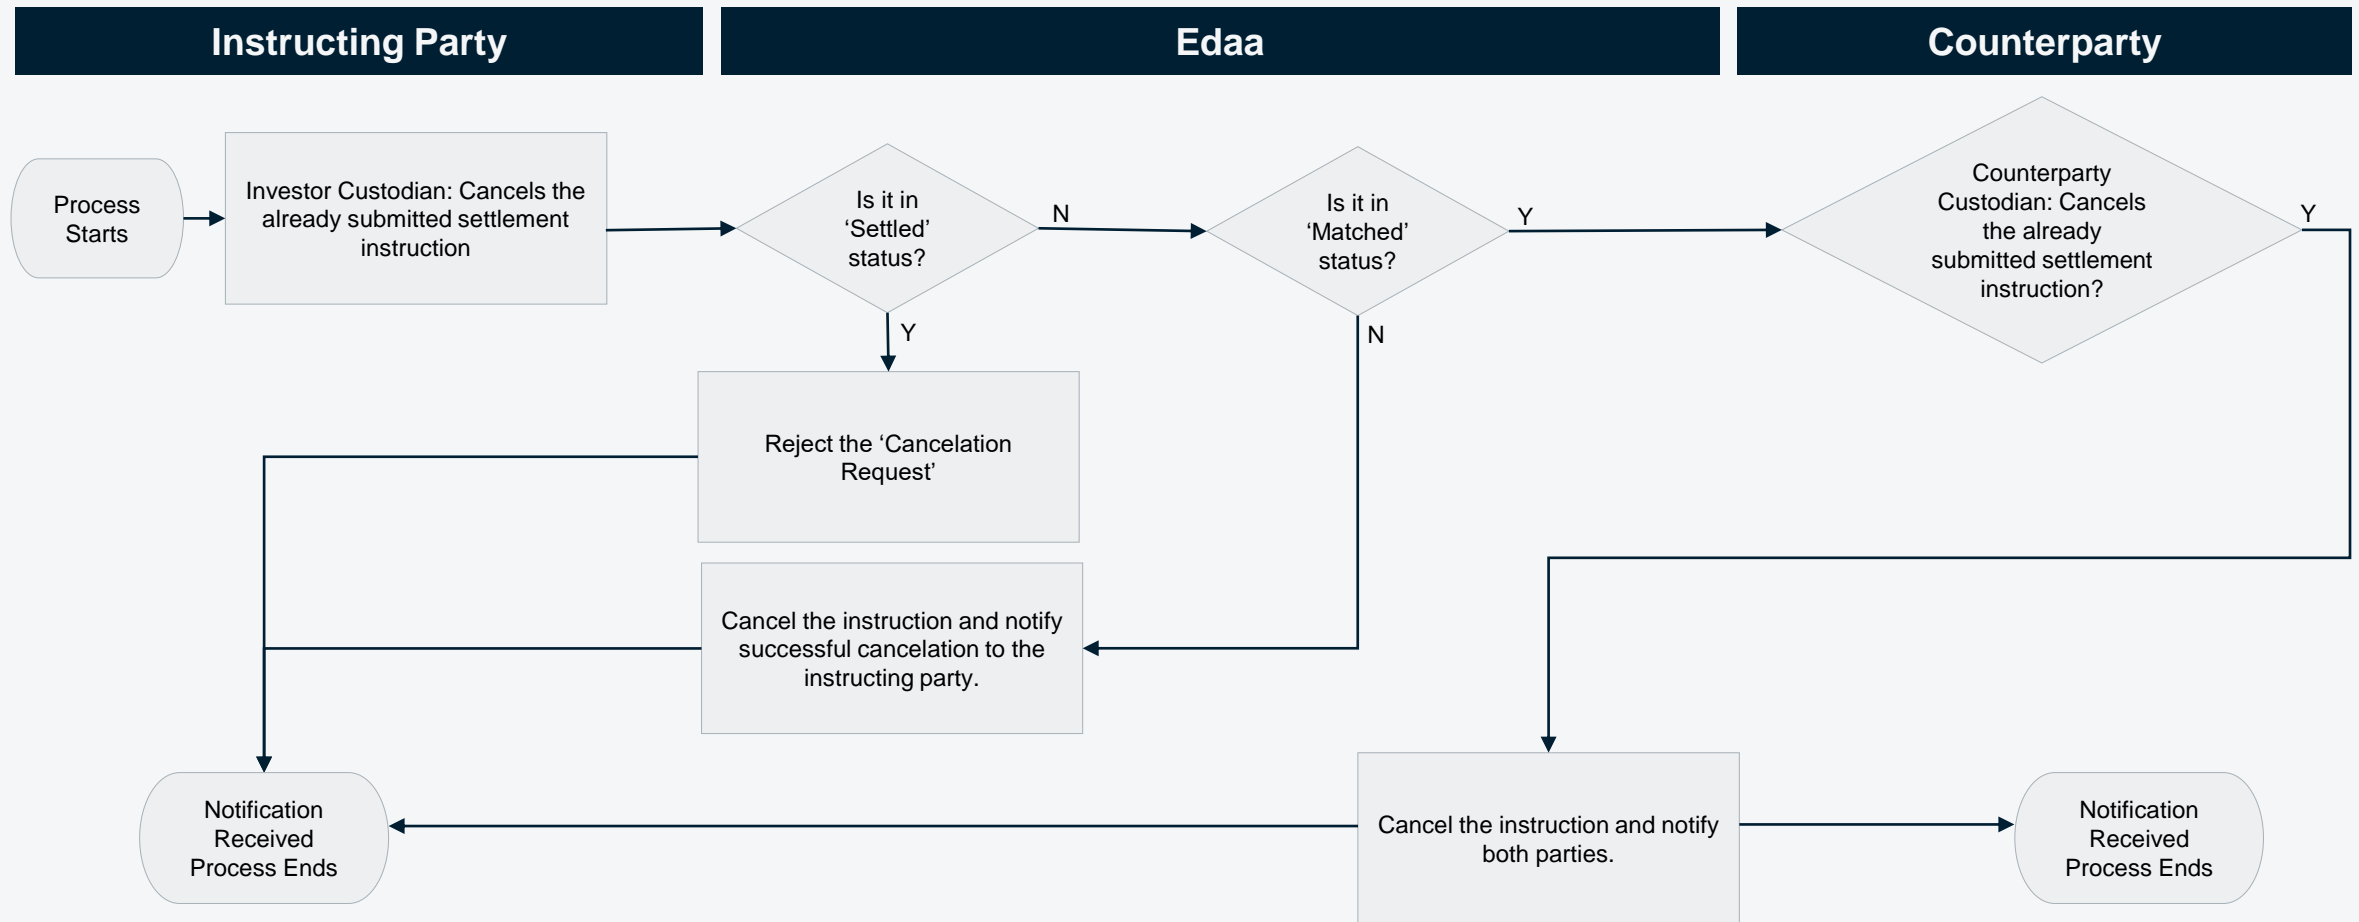 Instructing Party
Edaa
Counterparty
Process
Starts
Investor Custodian: Cancels the
already submitted settlement
instruction
Is it in
‘Settled’
status?
N
Y
Is it in
‘Matched’
status?
Y
N
Counterparty
Custodian: Cancels
the already
submitted settlement
instruction?
Y
Reject the ‘Cancelation
Request’
Cancel the instruction and notify
successful cancelation to the
instructing party.
Notification
Received
Process Ends
Cancel the instruction and notify
both parties.
Notification
Received
Process Ends